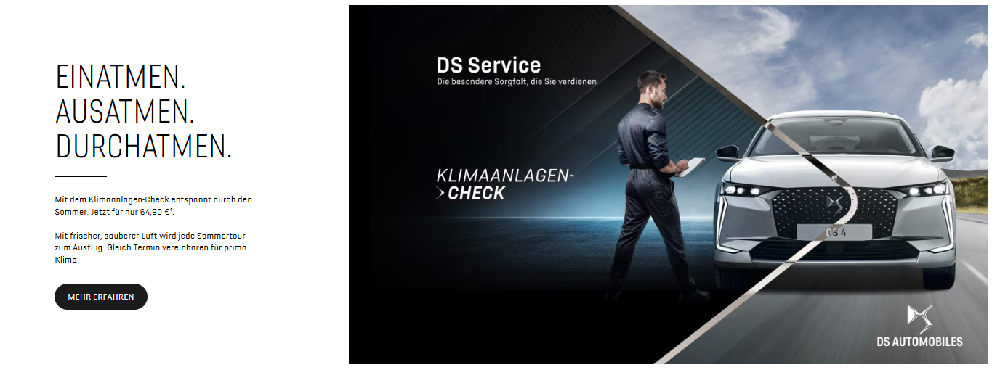 EINATMEN.
AUSATMEN.
DURCHATMEN.
Mit dem Klimaanlagen-Check entspannt durch den
Sommer. Jetzt für nur 64,90 €¹.
Mit frischer, sauberer Luft wird jede Sommertour
zum Ausflug. Gleich Termin vereinbaren für prima
Klima.
MEHR ERFAHREN
DS Service
Die besondere Sorgfalt, die Sie verdienen
KLIMAANLAGEN-
CHECK
DS 4
DS AUTOMOBILES